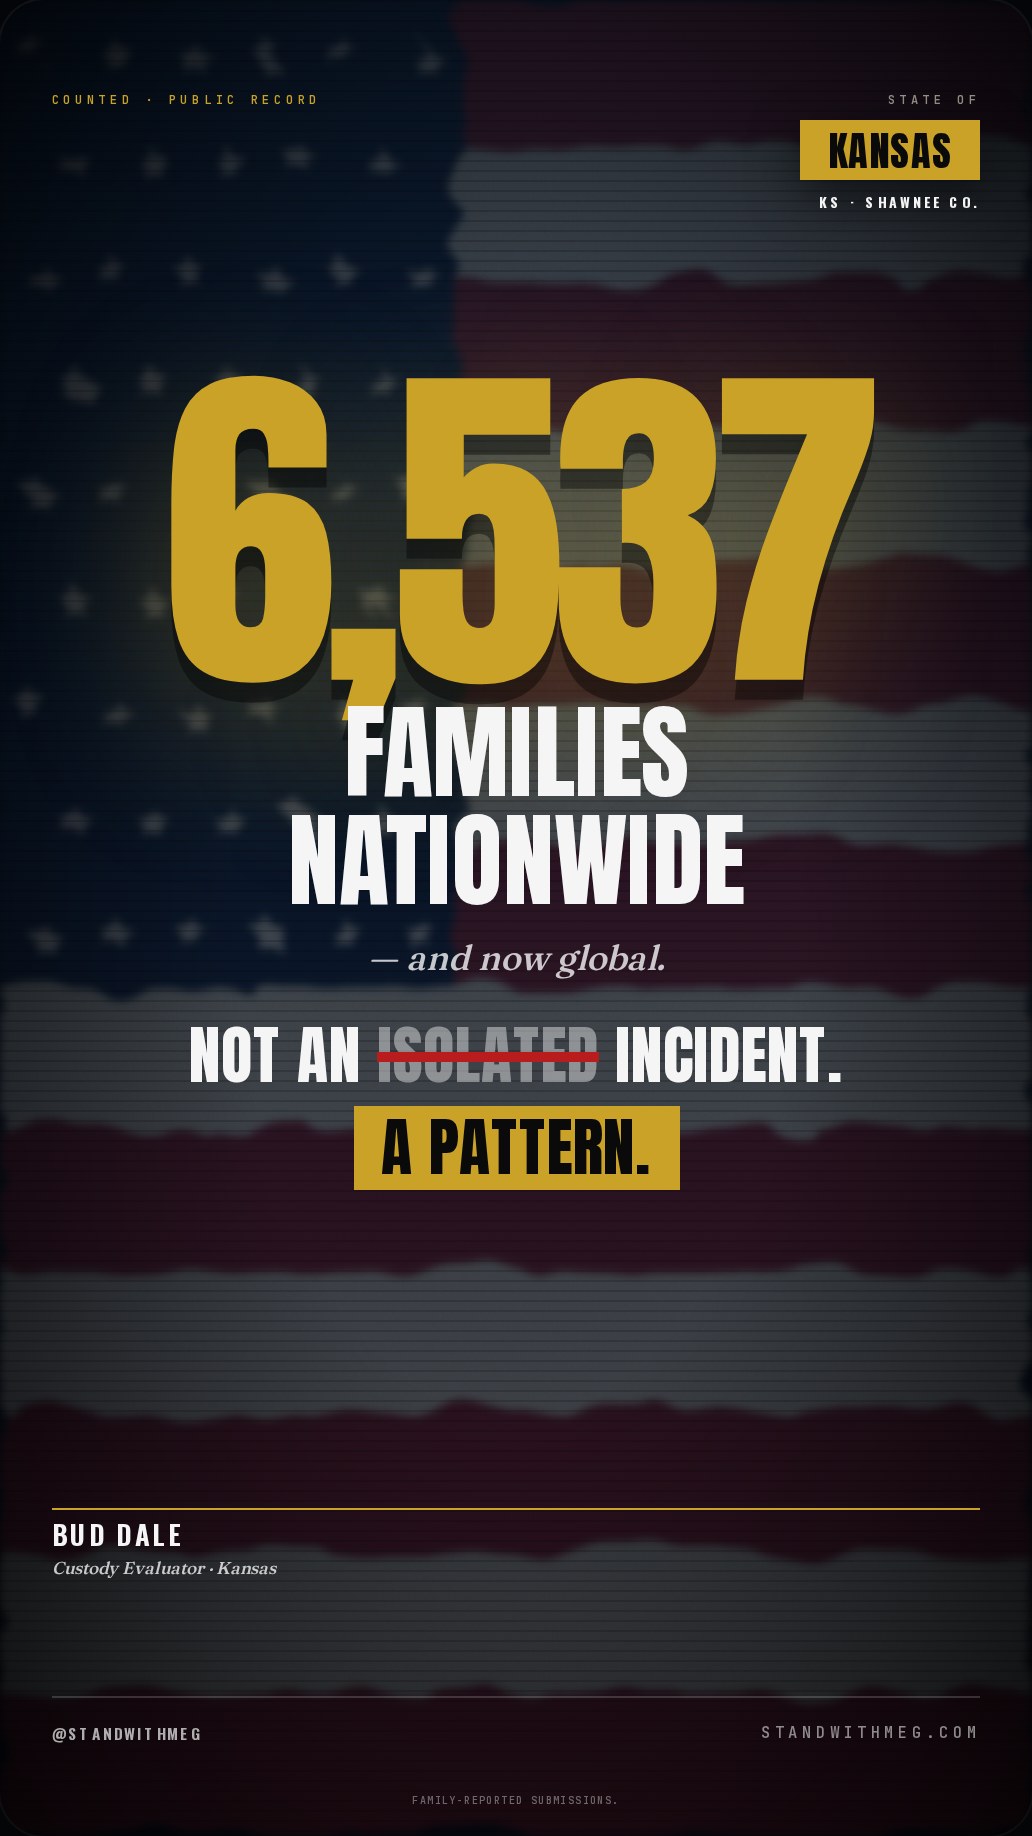 COUNTED · PUBLIC RECORD
STATE OF
KANSAS
KS · SHAWNEE CO.
6,537
FAMILIES
NATIONWIDE
— and now global.
NOT AN ISOLATED INCIDENT.
A PATTERN.
BUD DALE
Custody Evaluator · Kansas
@STANDWITHMEG
STANDWITHMEG.COM
FAMILY-REPORTED SUBMISSIONS.